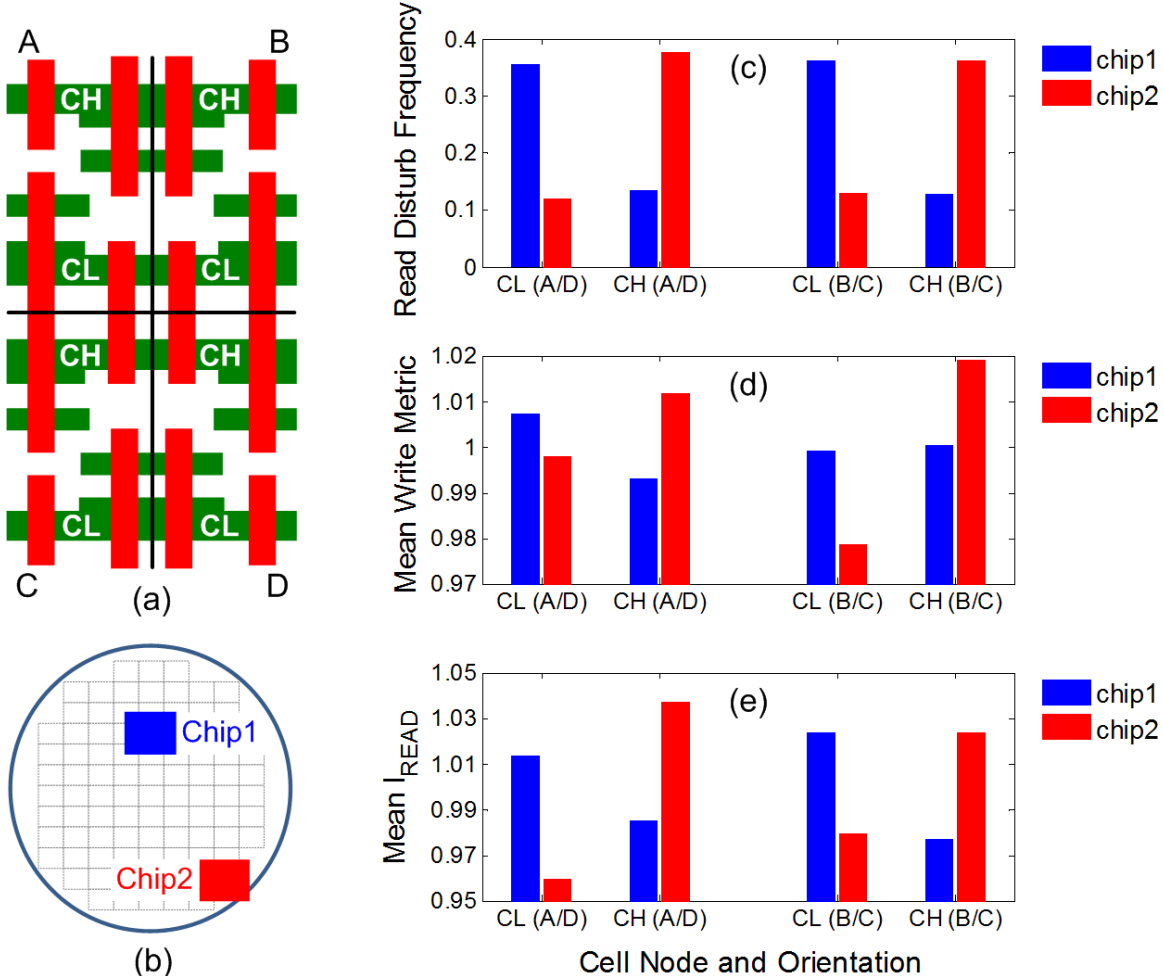 A
B
CH
CH
CL
CL
CH
CH
CL
CL
C
D
(a)
Chip1
Chip2
(b)
Read Disturb Frequency
0.4
0.3
0.2
0.1
0
(c)
chip1
chip2
CL (A/D)
CH (A/D)
CL (B/C)
CH (B/C)
Mean Write Metric
1.02
1.01
1
0.99
0.98
0.97
(d)
chip1
chip2
CL (A/D)
CH (A/D)
CL (B/C)
CH (B/C)
Mean I_READ
1.05
1.03
1.01
0.99
0.97
0.95
(e)
chip1
chip2
CL (A/D)
CH (A/D)
CL (B/C)
CH (B/C)
Cell Node and Orientation